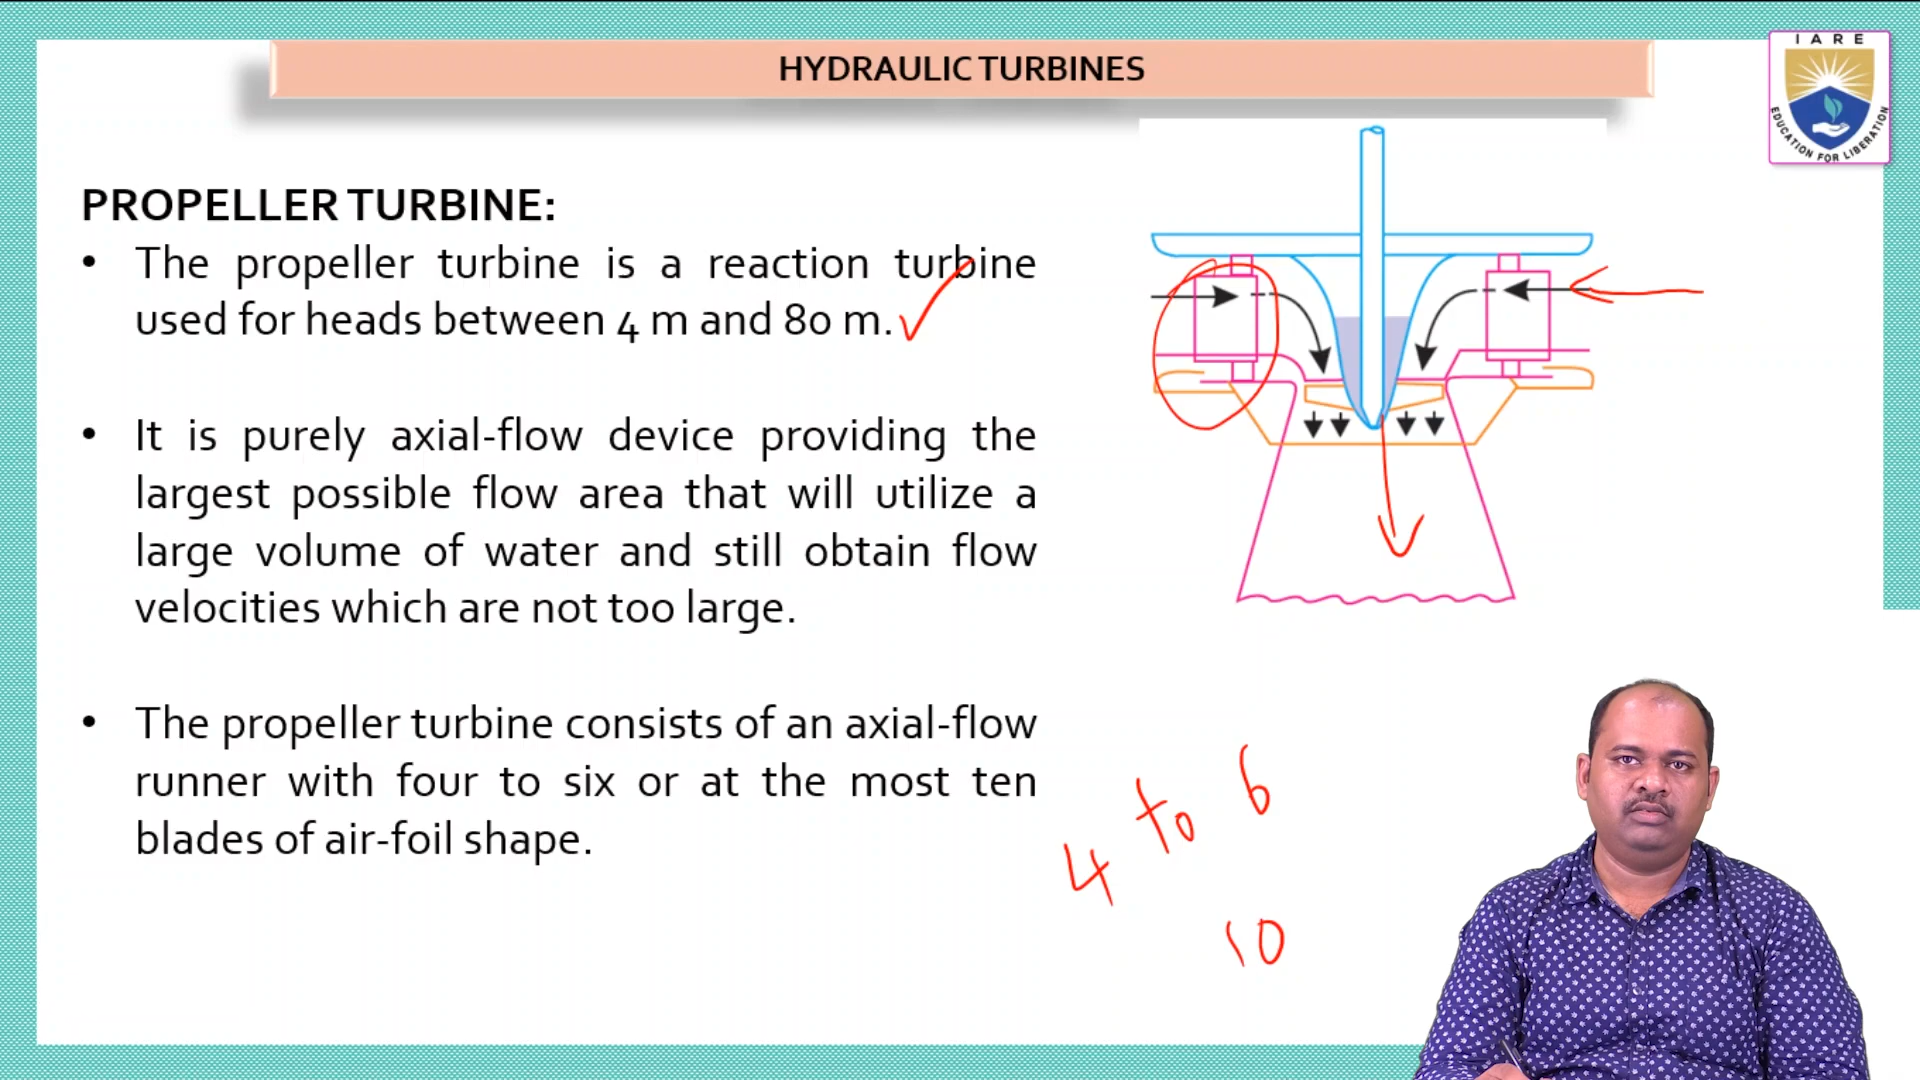 HYDRAULIC TURBINES
IARE
EDUCATION FOR LIBERATION
PROPELLER TURBINE:
• The propeller turbine is a reaction turbine
used for heads between 4 m and 80 m.
• It is purely axial-flow device providing the
largest possible flow area that will utilize a
large volume of water and still obtain flow
velocities which are not too large.
• The propeller turbine consists of an axial-flow
runner with four to six or at the most ten
blades of air-foil shape.
4 to 6
10